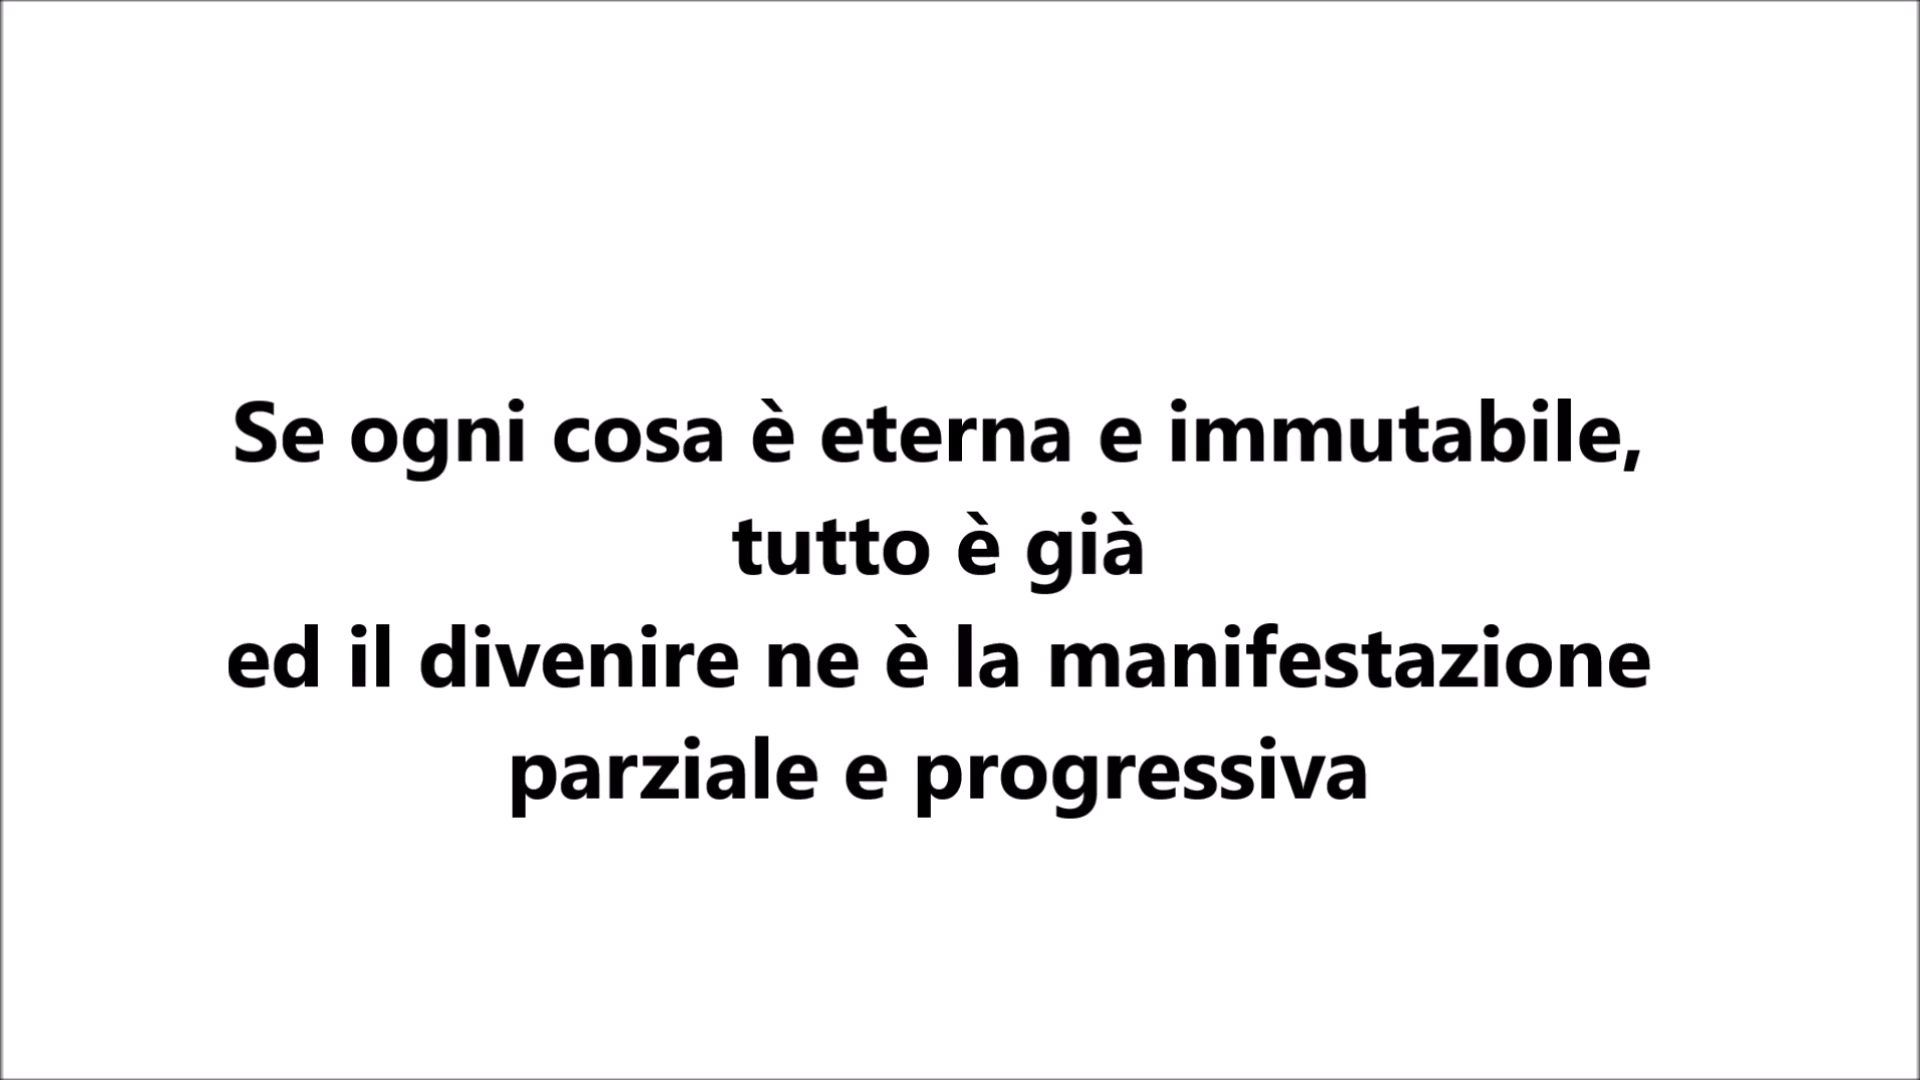 Se ogni cosa è eterna e immutabile,
tutto è già
ed il divenire ne è la manifestazione
parziale e progressiva